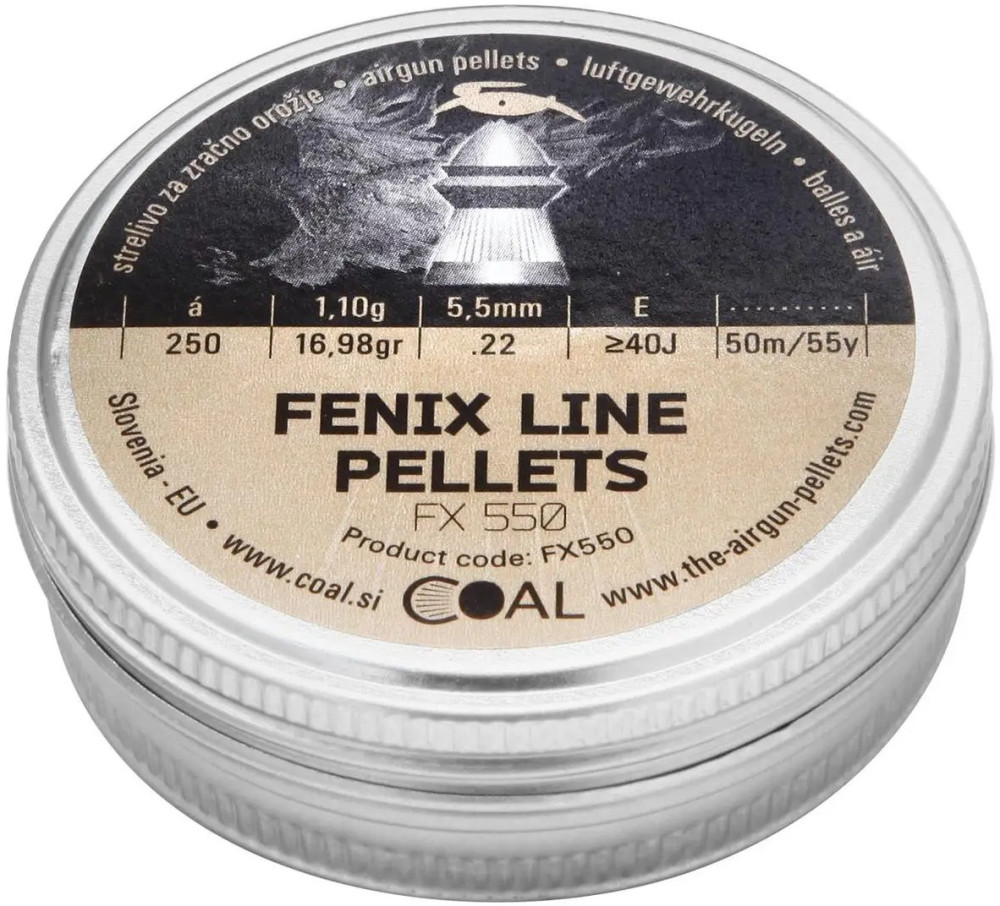 strelivo za zračno orožje • airgun pellets • luftgewehrkugeln • balles a áir
á 1,10g 5,5mm E ..............
250 16,98gr .22 ≥40J 50m/55y
FENIX LINE
PELLETS
FX 550
Product code: FX550
COAL
Slovenia - EU • www.coal.si
www.the-airgun-pellets.com